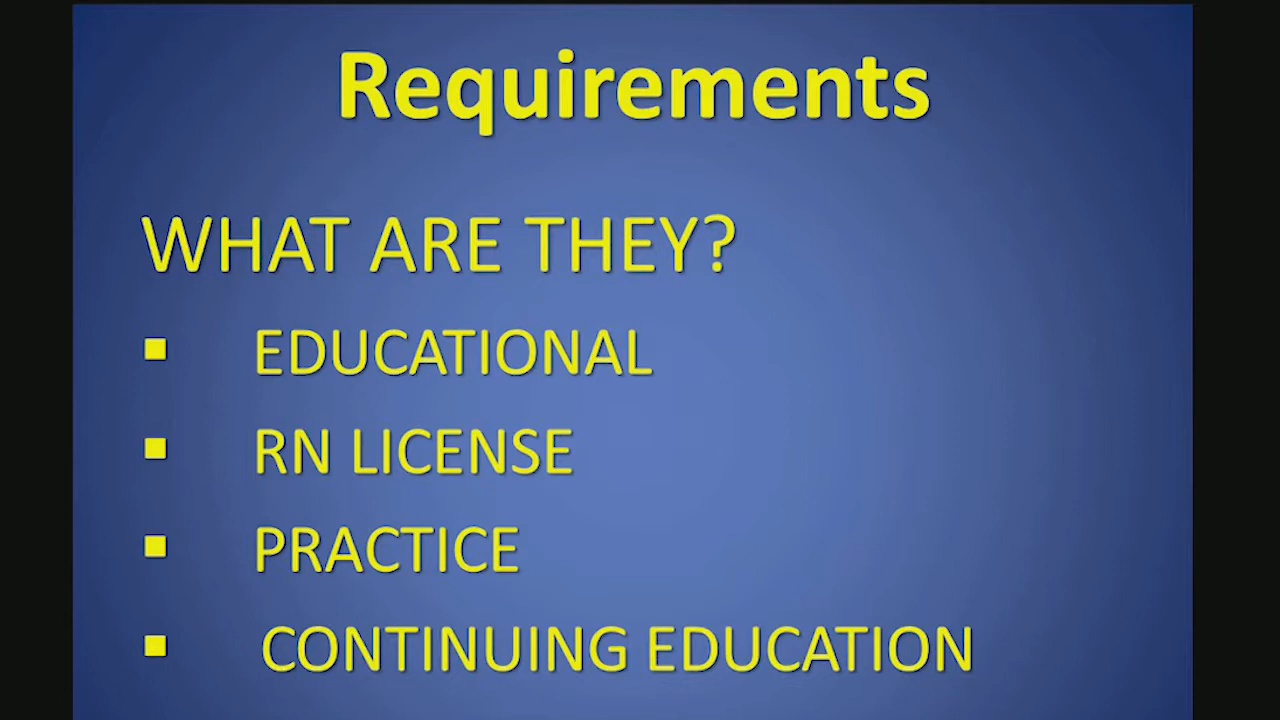 Requirements
WHAT ARE THEY?
▪ EDUCATIONAL
▪ RN LICENSE
▪ PRACTICE
▪ CONTINUING EDUCATION